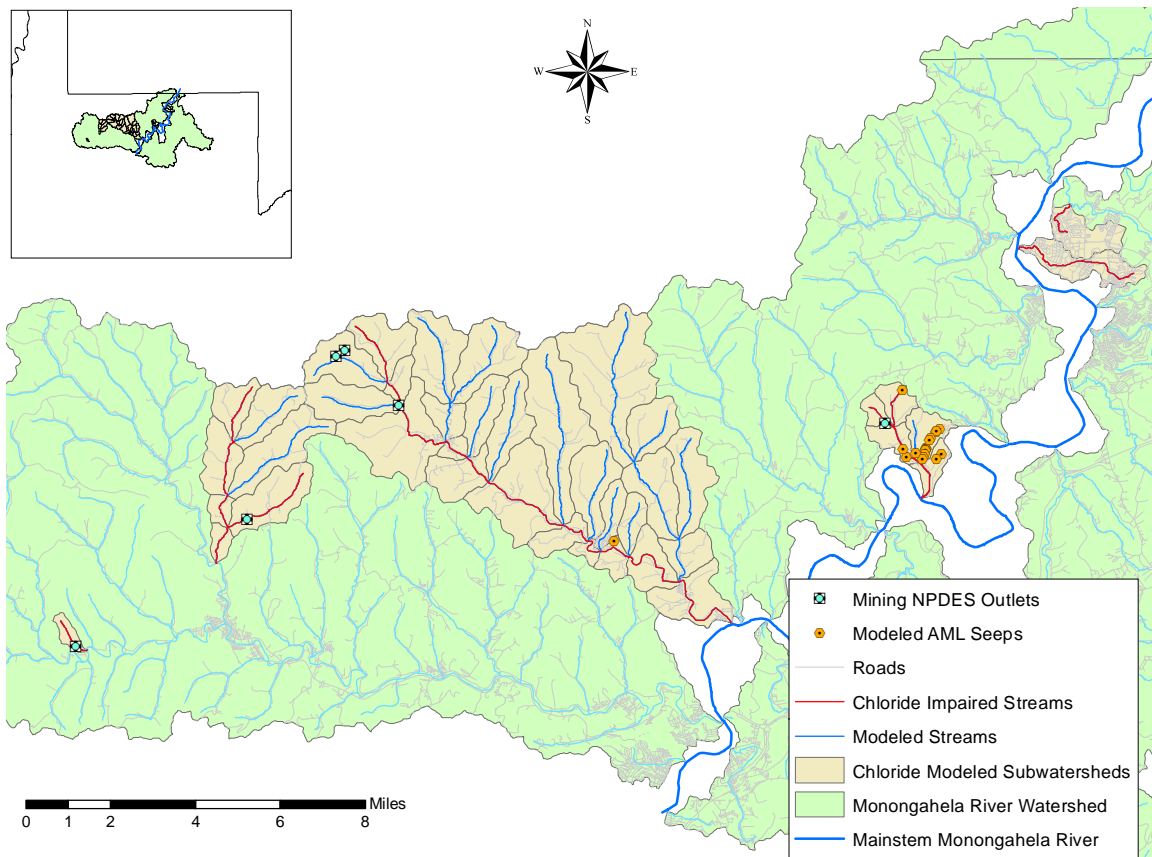 N
W E
S
Mining NPDES Outlets
Modeled AML Seeps
Roads
Chloride Impaired Streams
Modeled Streams
Chloride Modeled Subwatersheds
Monongahela River Watershed
Mainstem Monongahela River
Miles
0 1 2 4 6 8